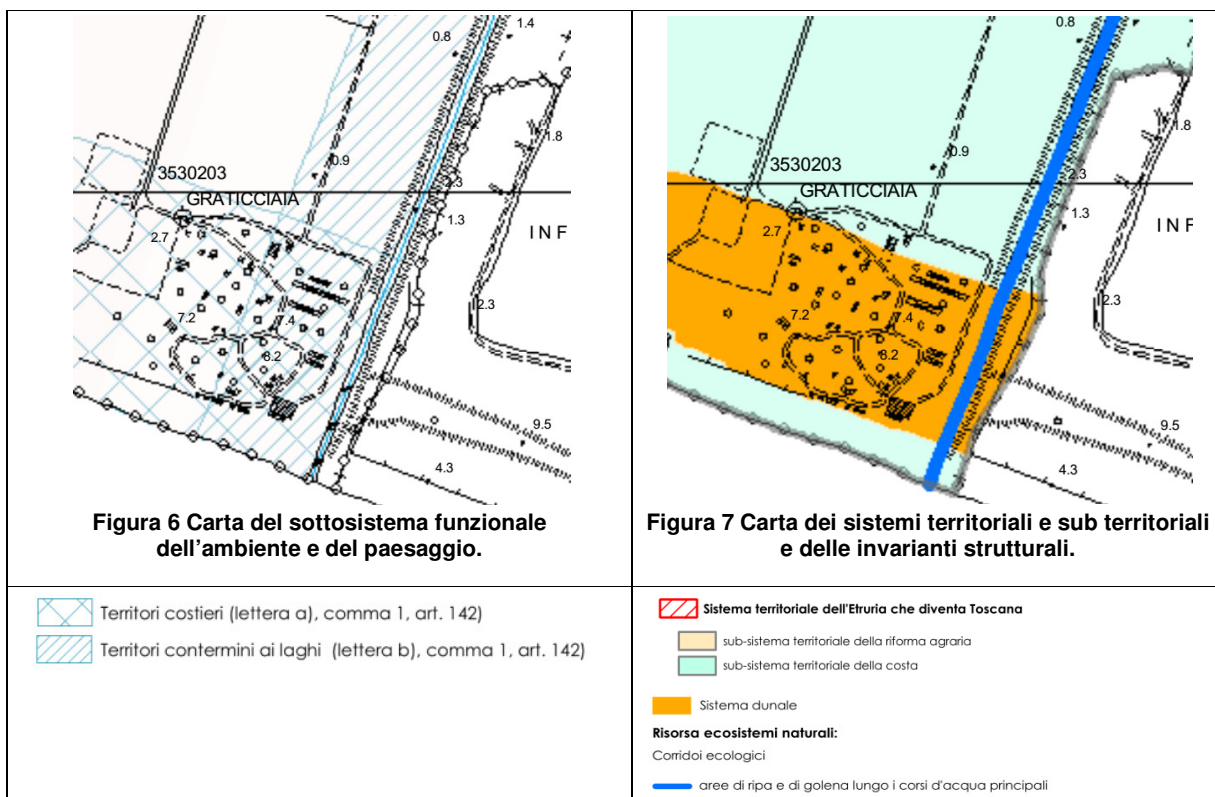 0.8
1.4
1.8
3530203
0.9
GRATICCIAIA
2.3
1.3
I N F
2.7
7.2
7.4
2.3
8.2
9.5
4.3
Figura 6 Carta del sottosistema funzionale
dell'ambiente e del paesaggio.
Territori costieri (lettera a), comma 1, art. 142)
Territori contermini ai laghi (lettera b), comma 1, art. 142)
0.8
1.4
1.8
3530203
0.9
GRATICCIAIA
2.3
1.3
I N F
2.7
7.2
7.4
2.3
8.2
9.5
4.3
Figura 7 Carta dei sistemi territoriali e sub territoriali
e delle invarianti strutturali.
Sistema territoriale dell'Etruria che diventa Toscana
sub-sistema territoriale della riforma agraria
sub-sistema territoriale della costa
Sistema dunale
Risorsa ecosistemi naturali:
Corridoi ecologici
aree di ripa e di golena lungo i corsi d'acqua principali